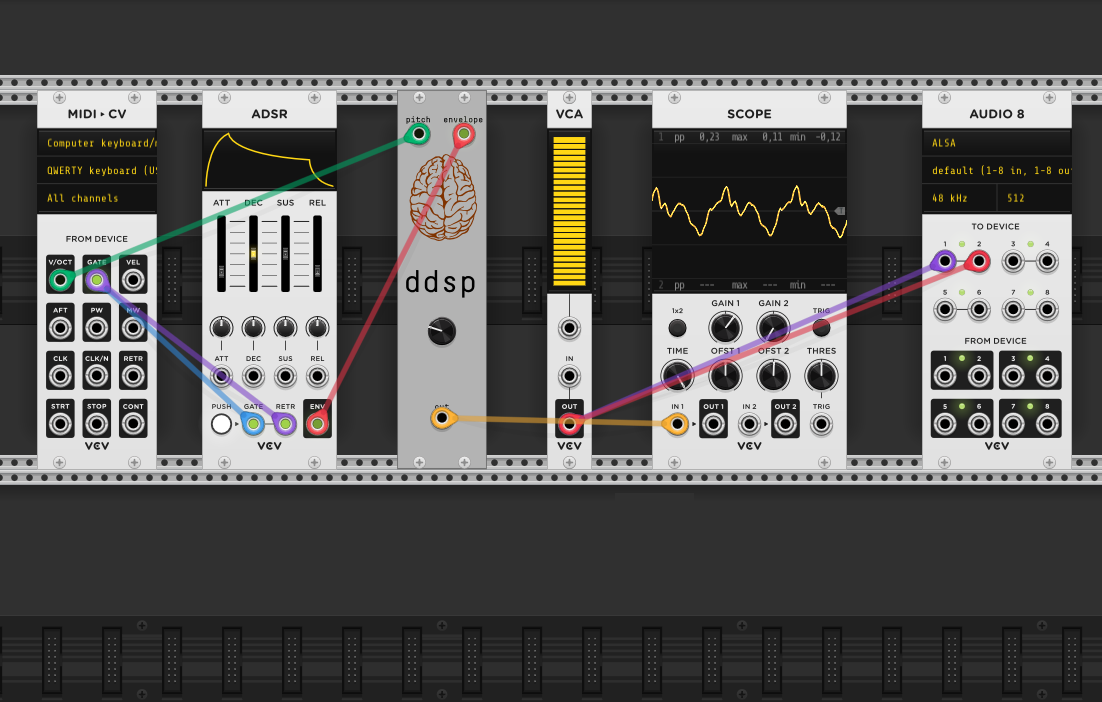 MIDI▸CV
Computer keyboard/m
QWERTY keyboard (US
All channels
FROM DEVICE
V/OCT GATE VEL
AFT PW MW
CLK CLK/N RETR
STRT STOP CONT
VCV
ADSR
ATT DEC SUS REL
ATT DEC SUS REL
PUSH GATE RETR ENV
VCV
pitch envelope
ddsp
out
VCA
IN
OUT
VCV
SCOPE
1 pp 0,23 max 0,11 min -0,12
2 pp --- max --- min ---
GAIN 1 GAIN 2
1x2 TRIG
TIME OFST 1 OFST 2 THRES
IN 1 OUT 1 IN 2 OUT 2 TRIG
VCV
AUDIO 8
ALSA
default (1-8 in, 1-8 out
48 kHz 512
TO DEVICE
1 2 3 4
5 6 7 8
FROM DEVICE
1 2 3 4
5 6 7 8
VCV